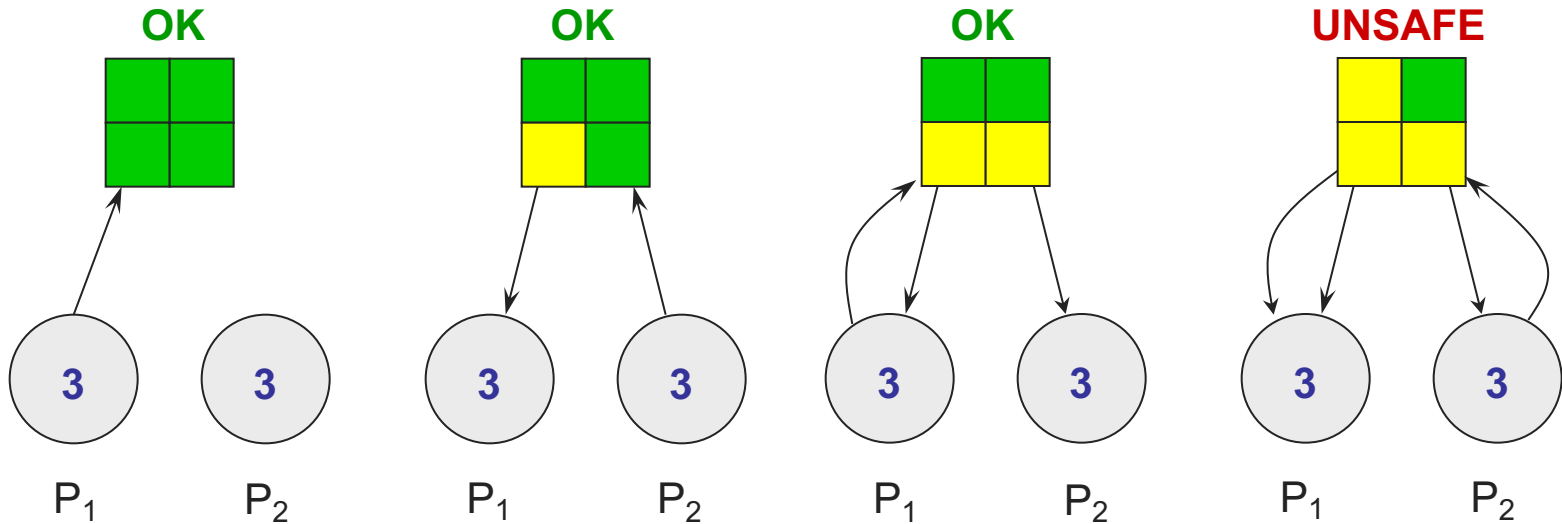 OK OK OK UNSAFE
3 3 3 3 3 3 3 3
P₁ P₂ P₁ P₂ P₁ P₂ P₁ P₂